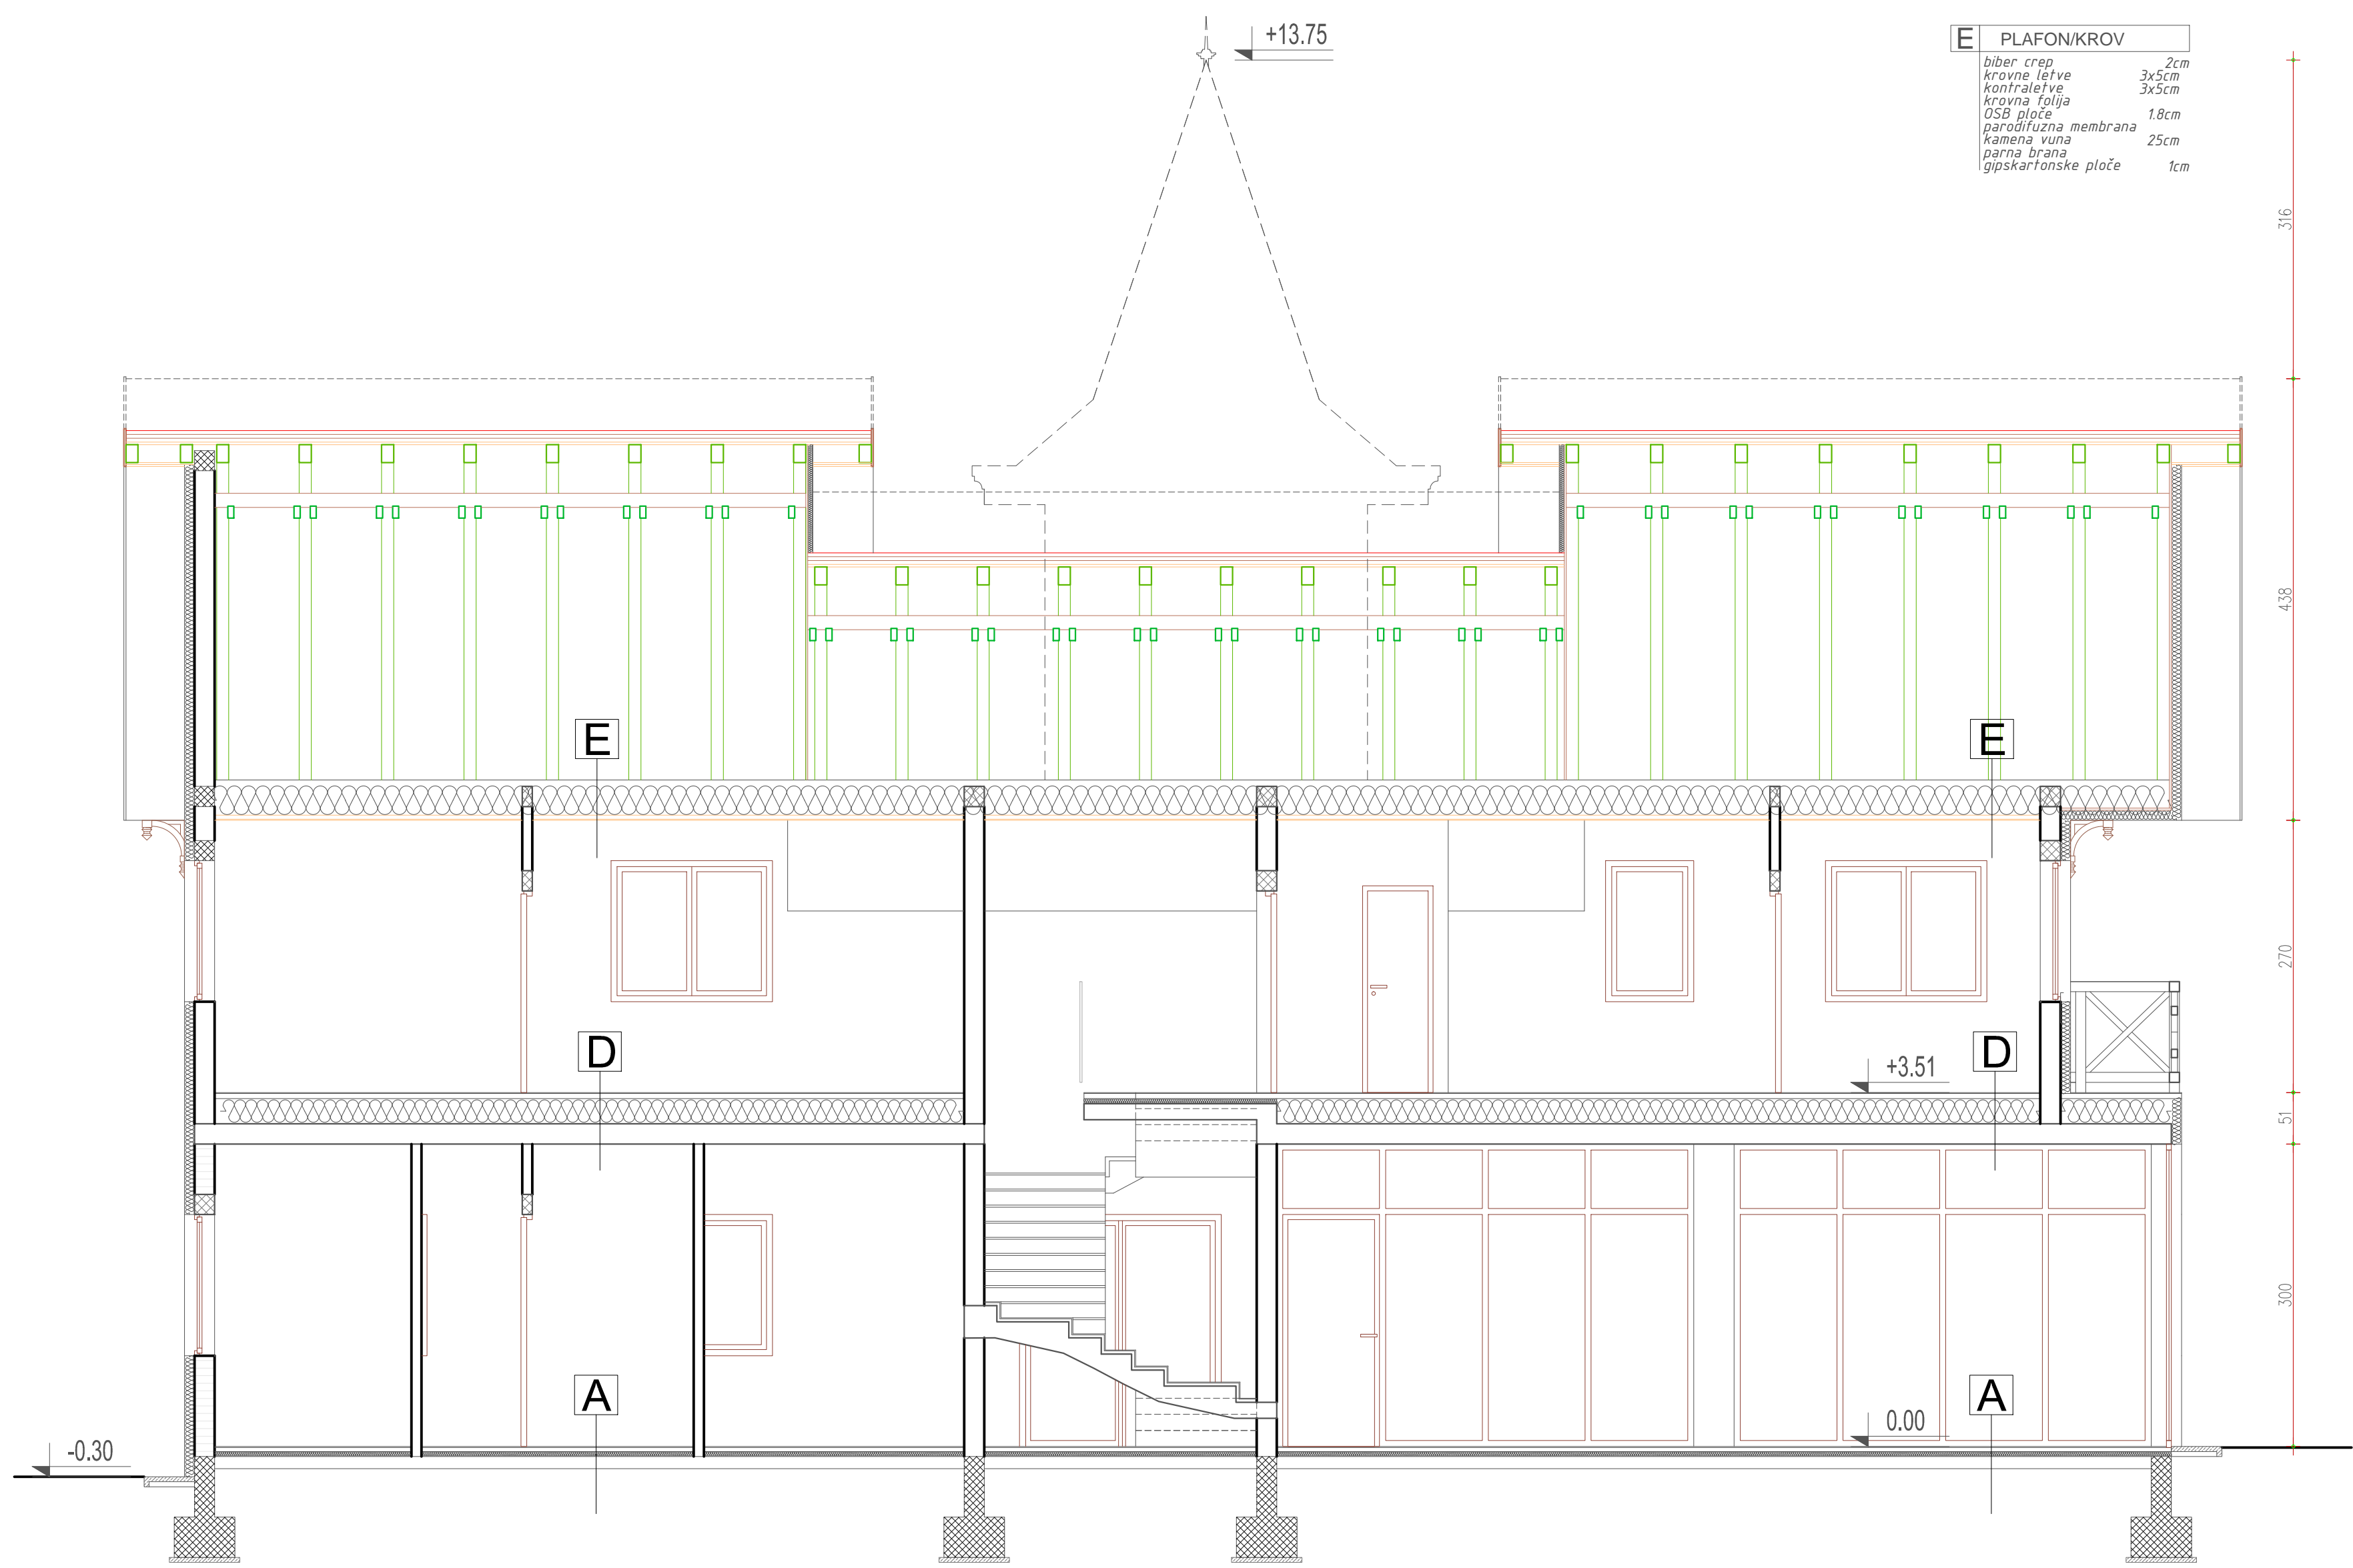 +13.75
E PLAFON/KROV
biber crep 2cm
krovne letve 3x5cm
kontraletve 3x5cm
krovna folija
OSB ploče 1.8cm
parodifuzna membrana
kamena vuna 25cm
parna brana
gipskartonske ploče 1cm
316
438
E
E
270
D
D
+3.51
51
300
A
A
0.00
-0.30